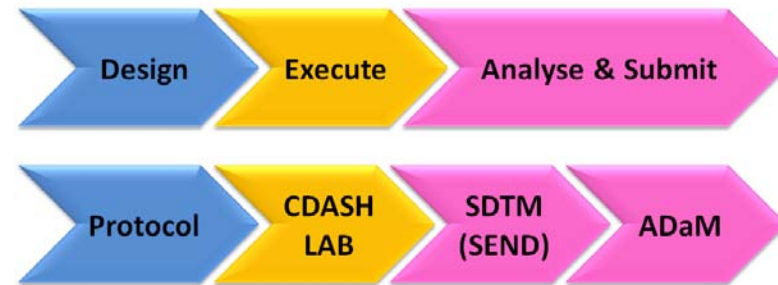 Design
Execute
Analyse & Submit
Protocol
CDASH
LAB
SDTM
(SEND)
ADaM